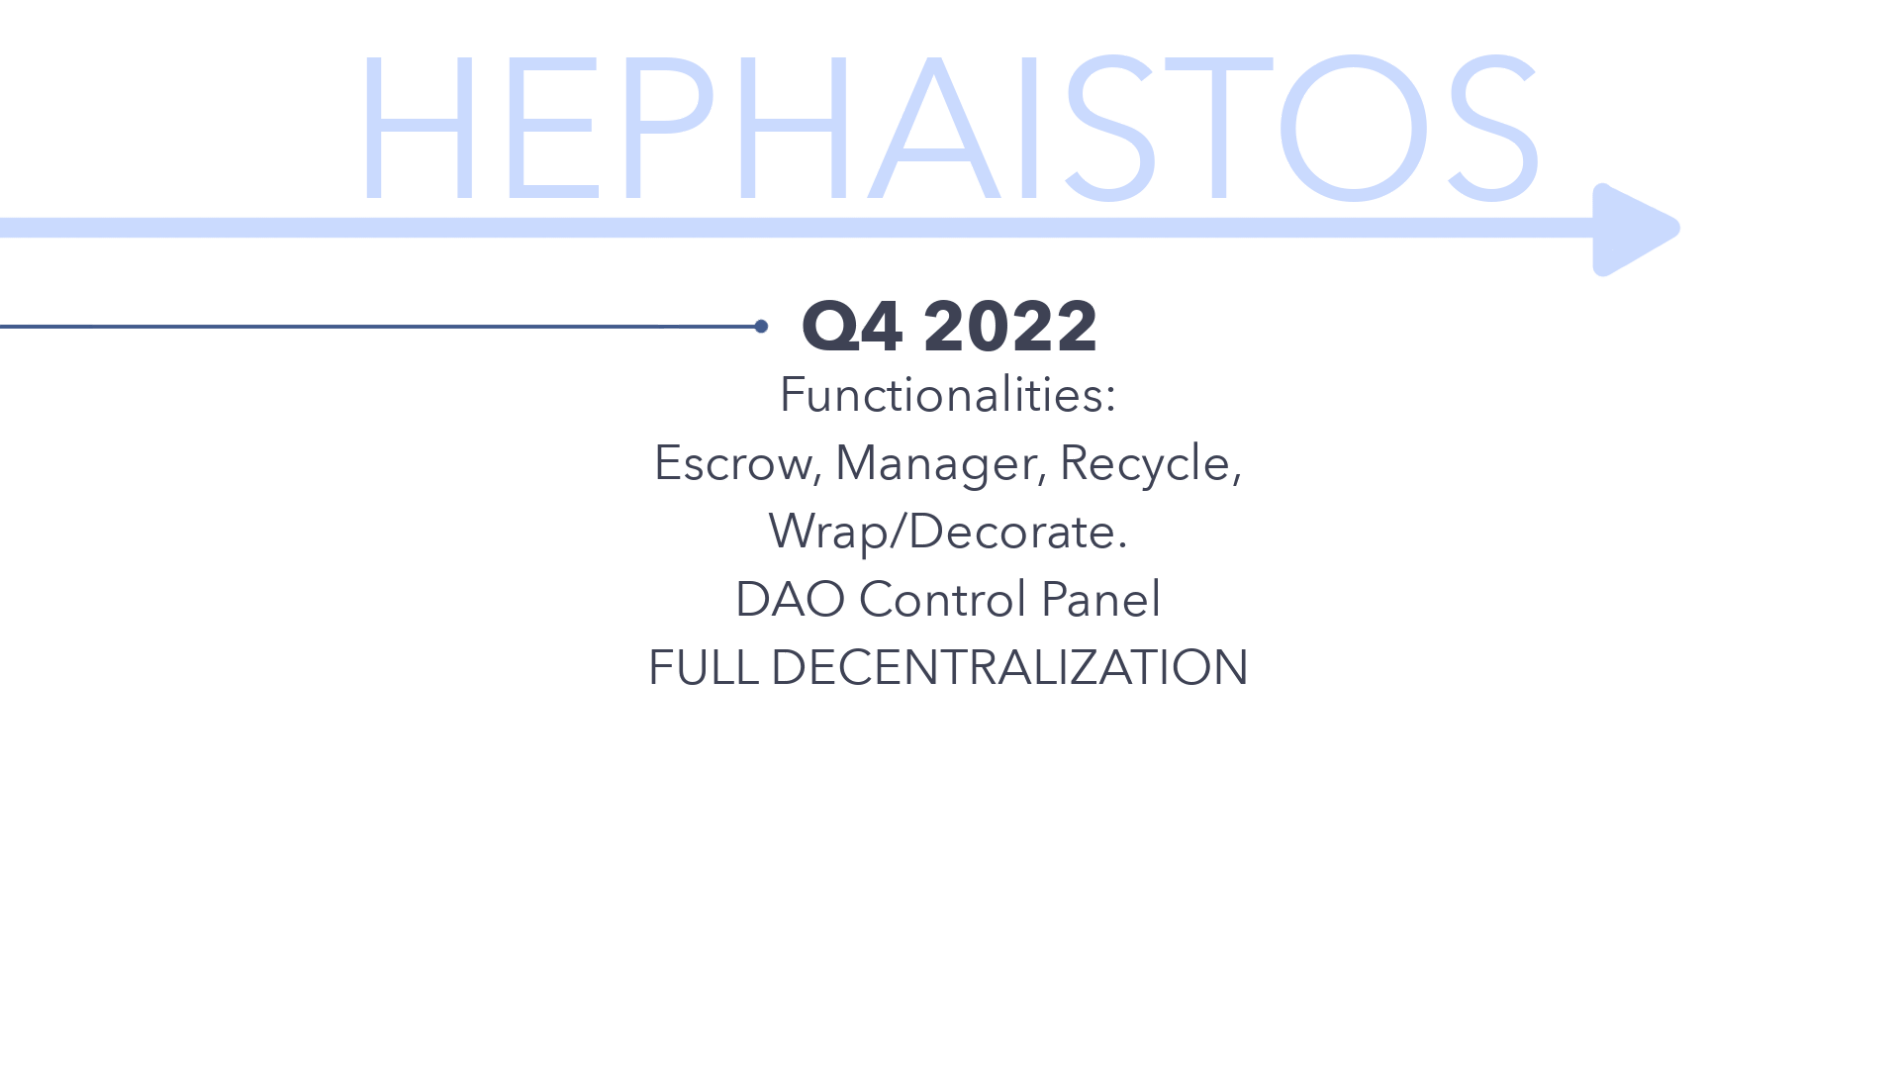 HEPHAISTOS
Q4 2022
Functionalities:
Escrow, Manager, Recycle,
Wrap/Decorate.
DAO Control Panel
FULL DECENTRALIZATION